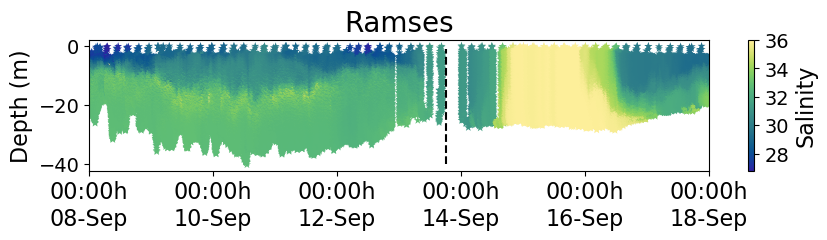 Ramses
Depth (m)
0
−20
−40
00:00h 00:00h 00:00h 00:00h 00:00h 00:00h
08-Sep 10-Sep 12-Sep 14-Sep 16-Sep 18-Sep
36
34
32
30
28
Salinity